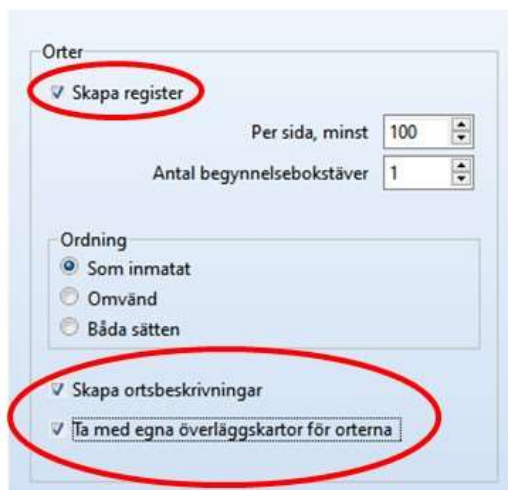 Orter
Skapa register
Per sida, minst 100
Antal begynnelsebokstäver 1
Ordning
Som inmatat
Omvänd
Båda sätten
Skapa ortsbeskrivningar
Ta med egna överläggskartor för orterna